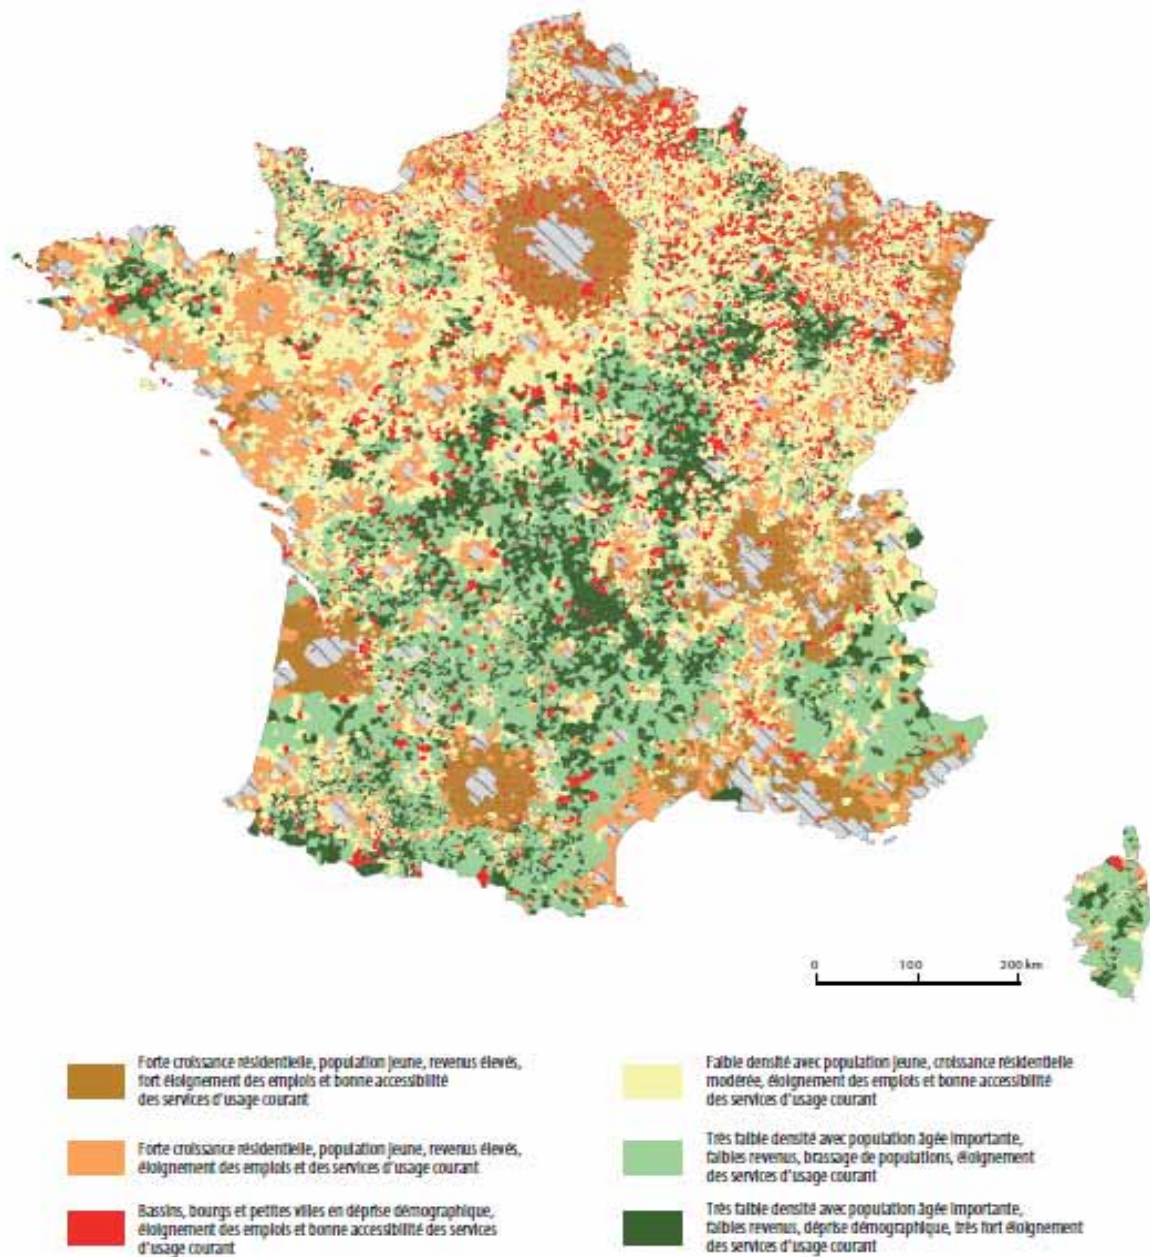 0 100 200 km
Forte croissance résidentielle, population jeune, revenus élevés,
fort éloignement des emplois et bonne accessibilité
des services d'usage courant
Forte croissance résidentielle, population jeune, revenus élevés,
éloignement des emplois et des services d'usage courant
Bassins, bourgs et petites villes en déprise démographique,
éloignement des emplois et bonne accessibilité des services
d'usage courant
Faible densité avec population jeune, croissance résidentielle
modérée, éloignement des emplois et bonne accessibilité
des services d'usage courant
Très faible densité avec population âgée importante,
faibles revenus, brassage de populations, éloignement
des services d'usage courant
Très faible densité avec population âgée importante,
faibles revenus, déprise démographique, très fort éloignement
des services d'usage courant